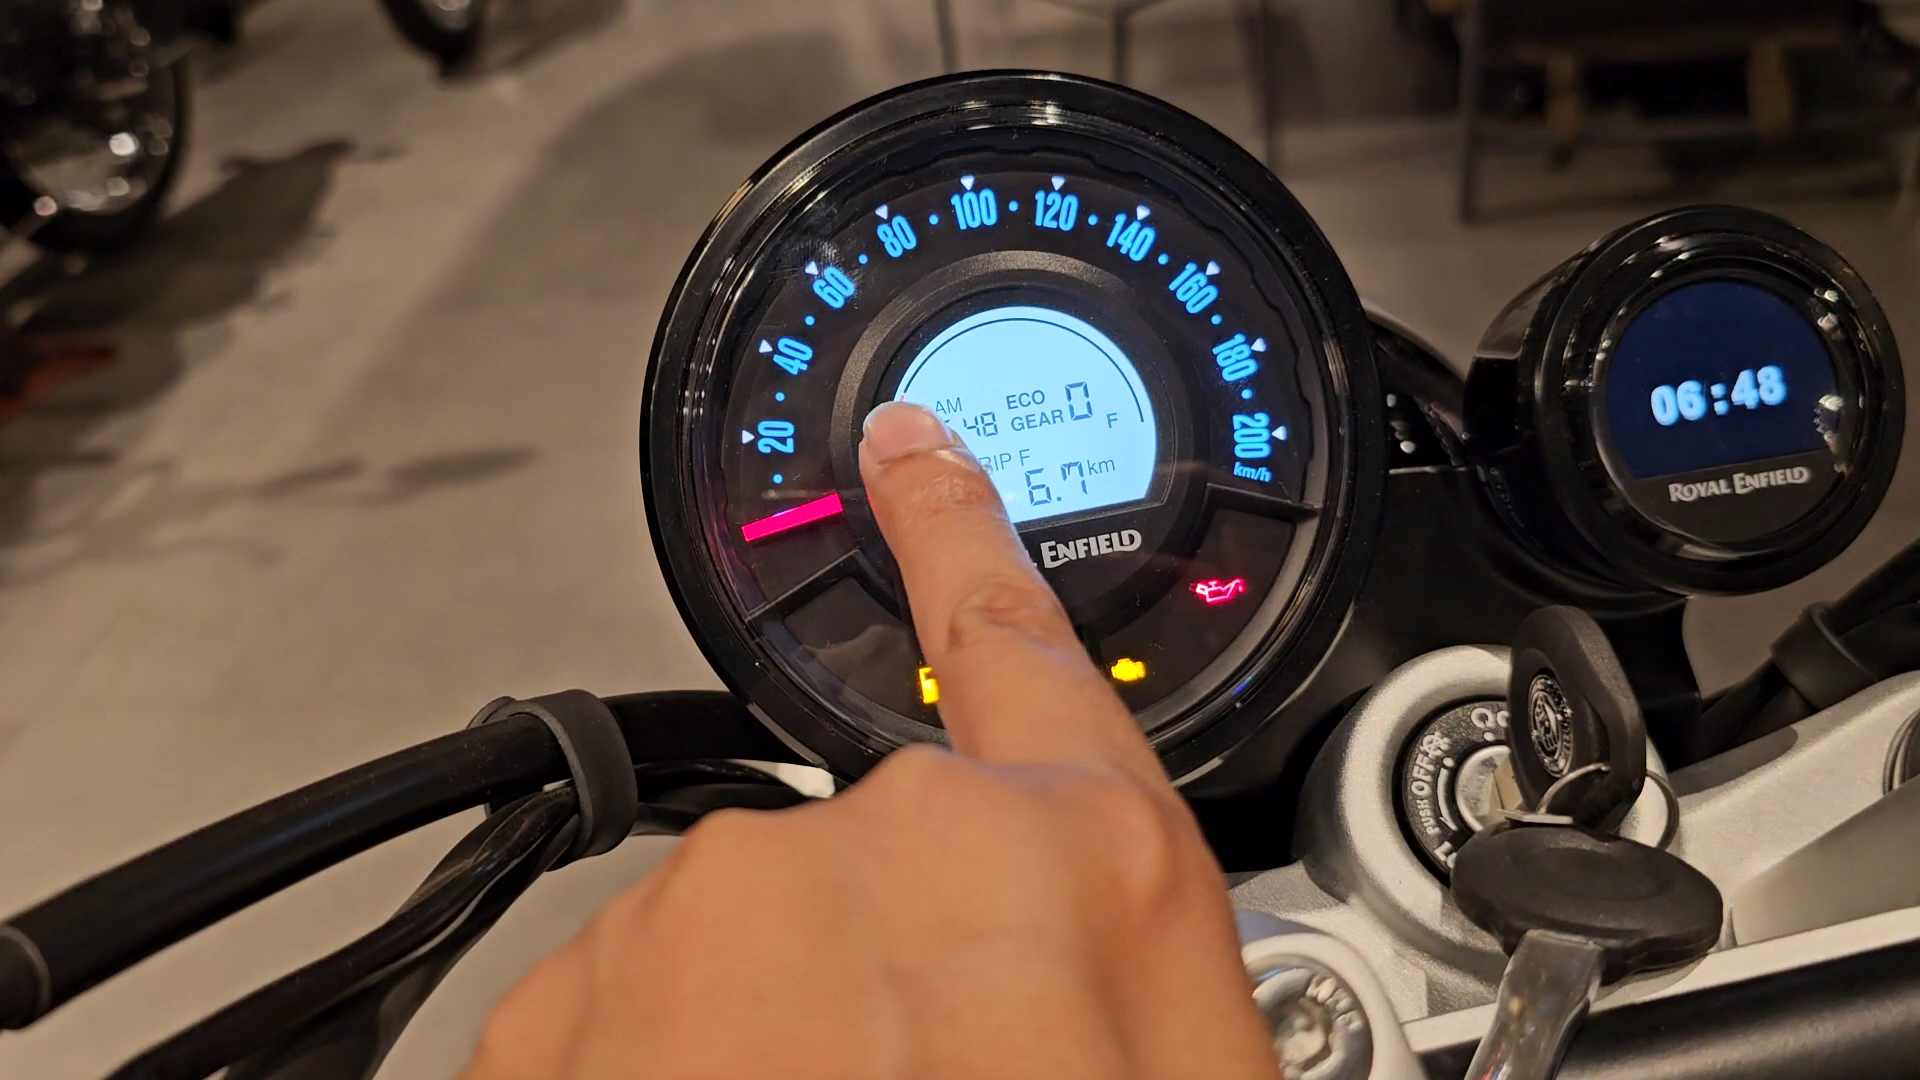 20
40
60
80
100
120
140
160
180
200
km/h
AM
48
ECO
GEAR 0
F
F
6.7 km
ENFIELD
06:48
ROYAL ENFIELD
PUSH OFF